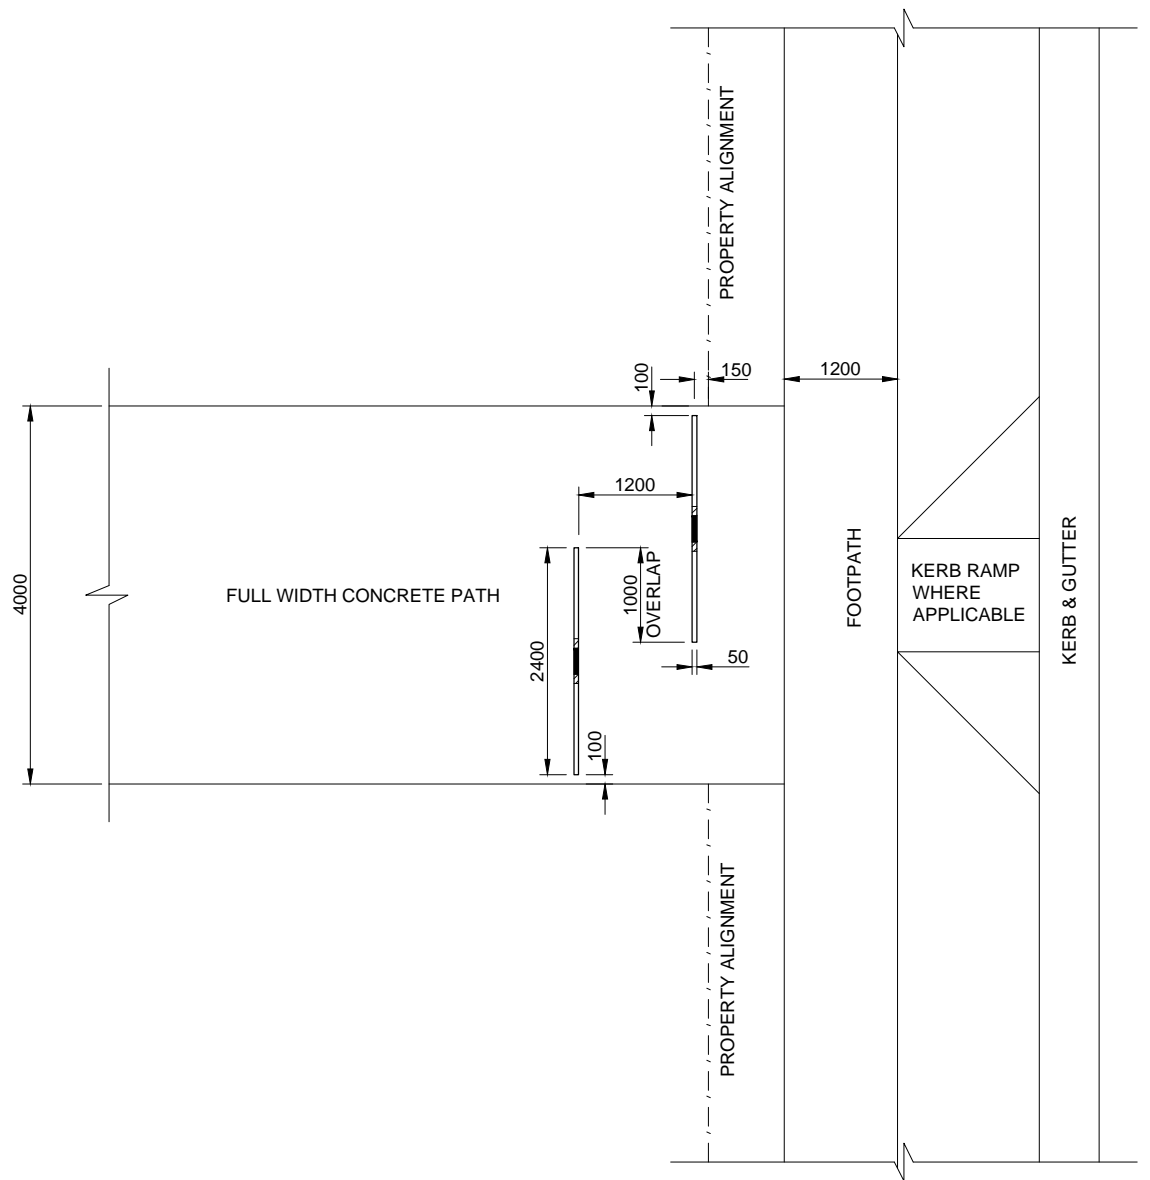 PROPERTY ALIGNMENT
100
150
1200
4000
1200
FULL WIDTH CONCRETE PATH
2400
1000
OVERLAP
50
100
FOOTPATH
KERB RAMP
WHERE
APPLICABLE
KERB & GUTTER
PROPERTY ALIGNMENT